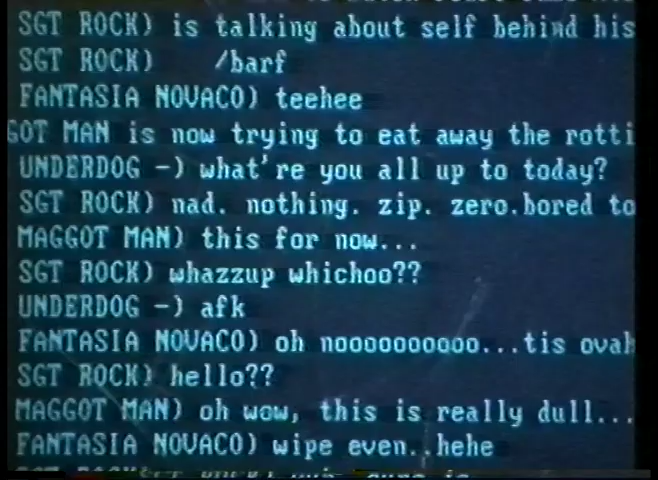 SGT ROCK) is talking about self behind his
SGT ROCK) /barf
FANTASIA NOVACO) teehee
GOT MAN is now trying to eat away the rotti
UNDERDOG -) what're you all up to today?
SGT ROCK) nad. nothing. zip. zero.bored to
MAGGOT MAN) this for now...
SGT ROCK) whazzup whichoo??
UNDERDOG -) afk
FANTASIA NOVACO) oh nooooooooooo...tis ovah
SGT ROCK) hello??
MAGGOT MAN) oh wow, this is really dull...
FANTASIA NOVACO) wipe even..hehe